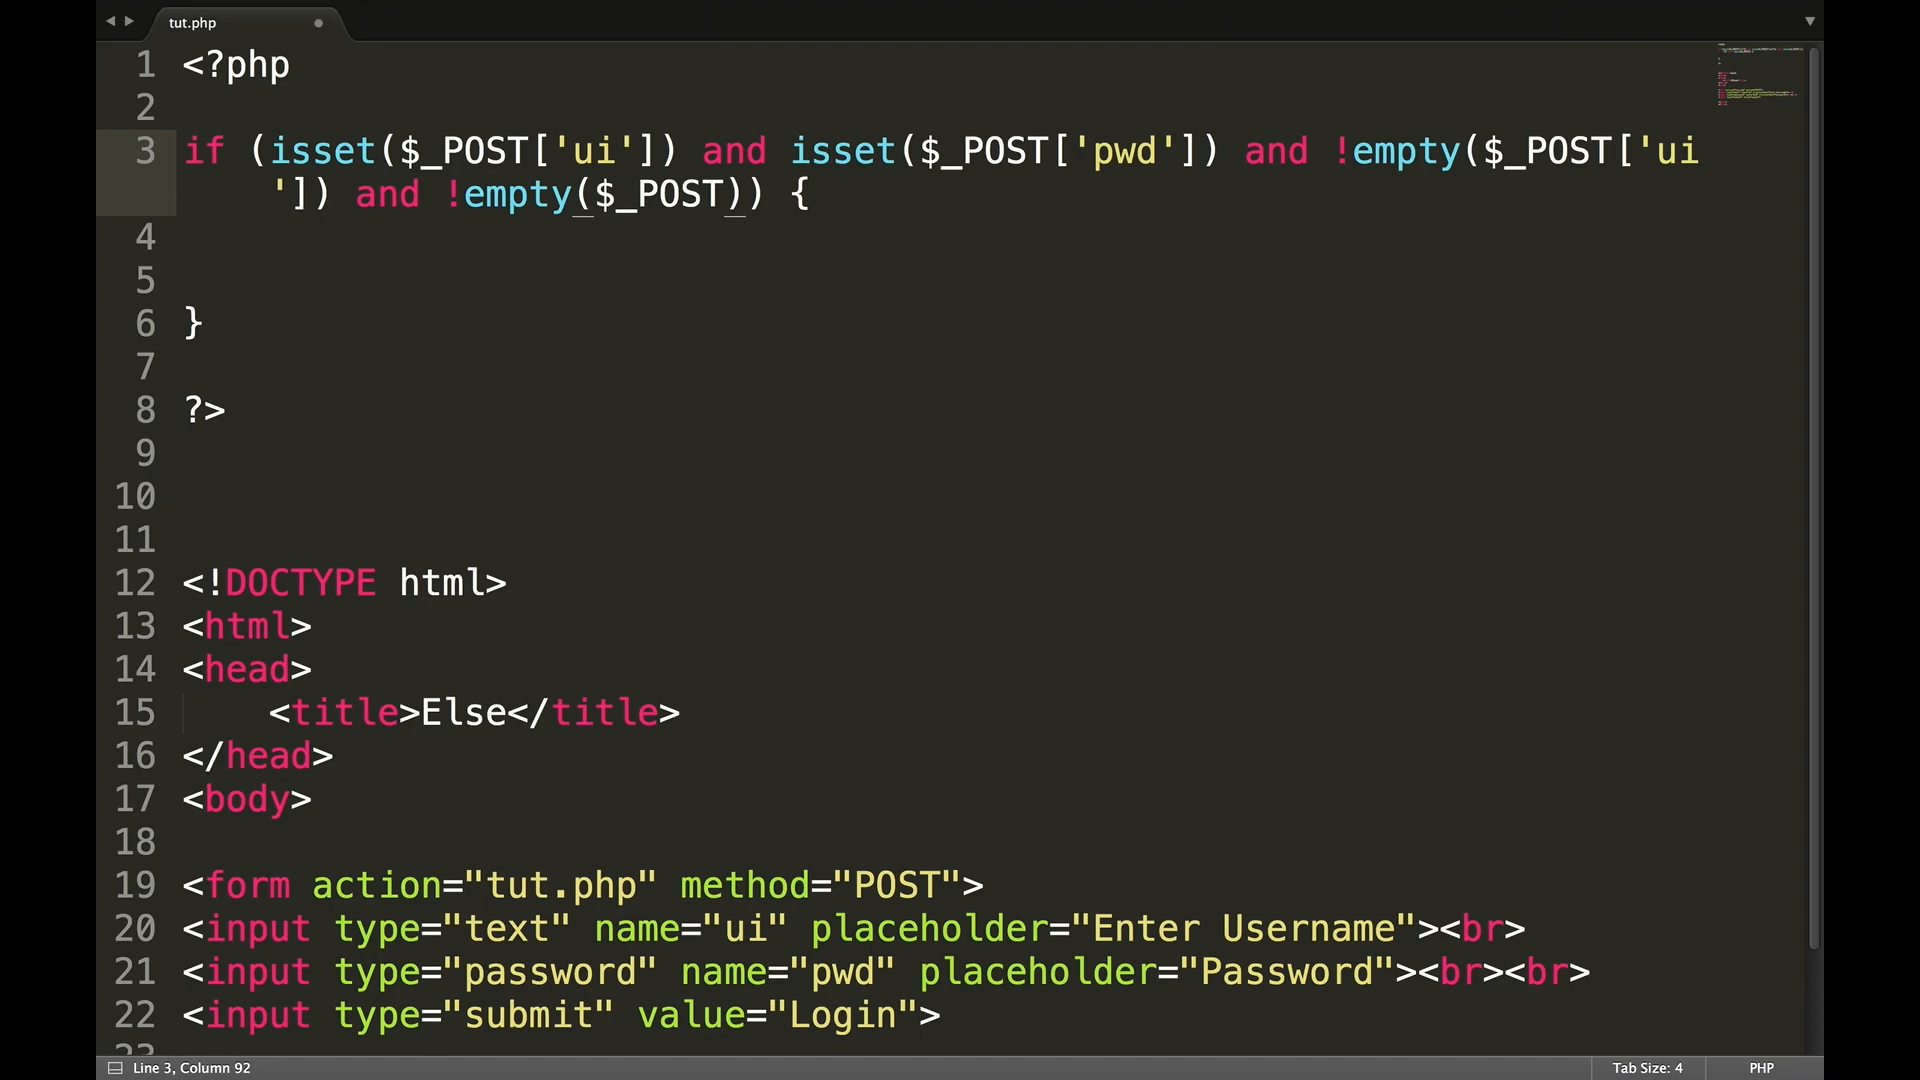 tut.php
1 <?php
2
3 if (isset($_POST['ui']) and isset($_POST['pwd']) and !empty($_POST['ui
']) and !empty($_POST)) {
4
5
6 }
7
8 ?>
9
10
11
12 <!DOCTYPE html>
13 <html>
14 <head>
15     <title>Else</title>
16 </head>
17 <body>
18
19 <form action="tut.php" method="POST">
20 <input type="text" name="ui" placeholder="Enter Username"><br>
21 <input type="password" name="pwd" placeholder="Password"><br><br>
22 <input type="submit" value="Login">
23
Line 3, Column 92
Tab Size: 4
PHP